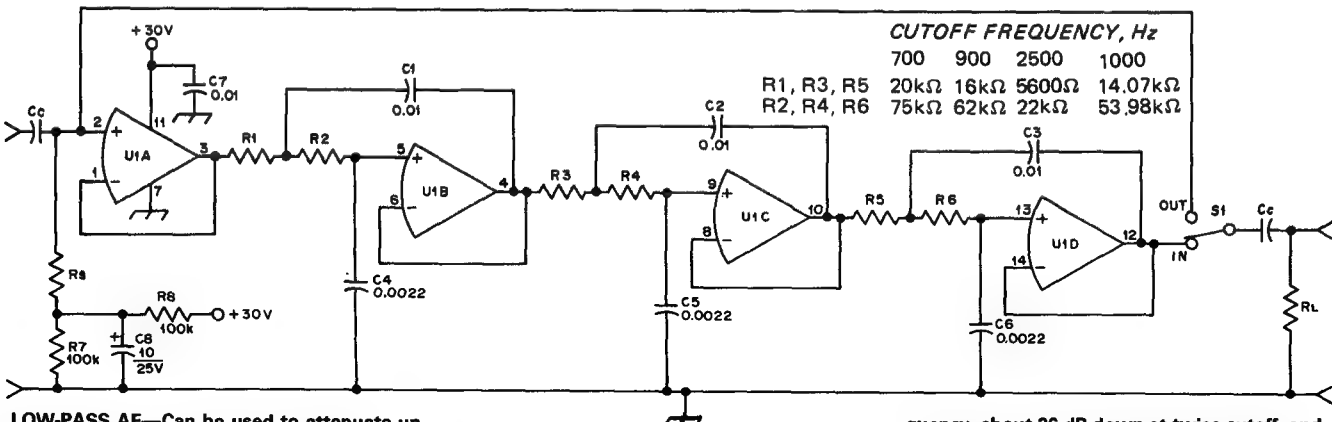 CUTOFF FREQUENCY, Hz
700 900 2500 1000
R1, R3, R5 20kΩ 16kΩ 5600Ω 14.07kΩ
R2, R4, R6 75kΩ 62kΩ 22kΩ 53.98kΩ
+30V
C7
0.01
Cc
2
+
11
U1A
3
1
–
7
R1
R2
C1
0.01
5
+
U1B
4
6
–
R3
R4
C2
0.01
9
+
U1C
10
8
–
R5
R6
C3
0.01
13
+
U1D
12
14
–
OUT
S1
IN
Cc
RL
Rs
R8
100k
+30V
R7
100k
+
C8
10
25V
C4
0.0022
C5
0.0022
C6
0.0022
LOW-PASS AF—Can be used to attenuate un-
quency, about dB down at twice cutoff, and